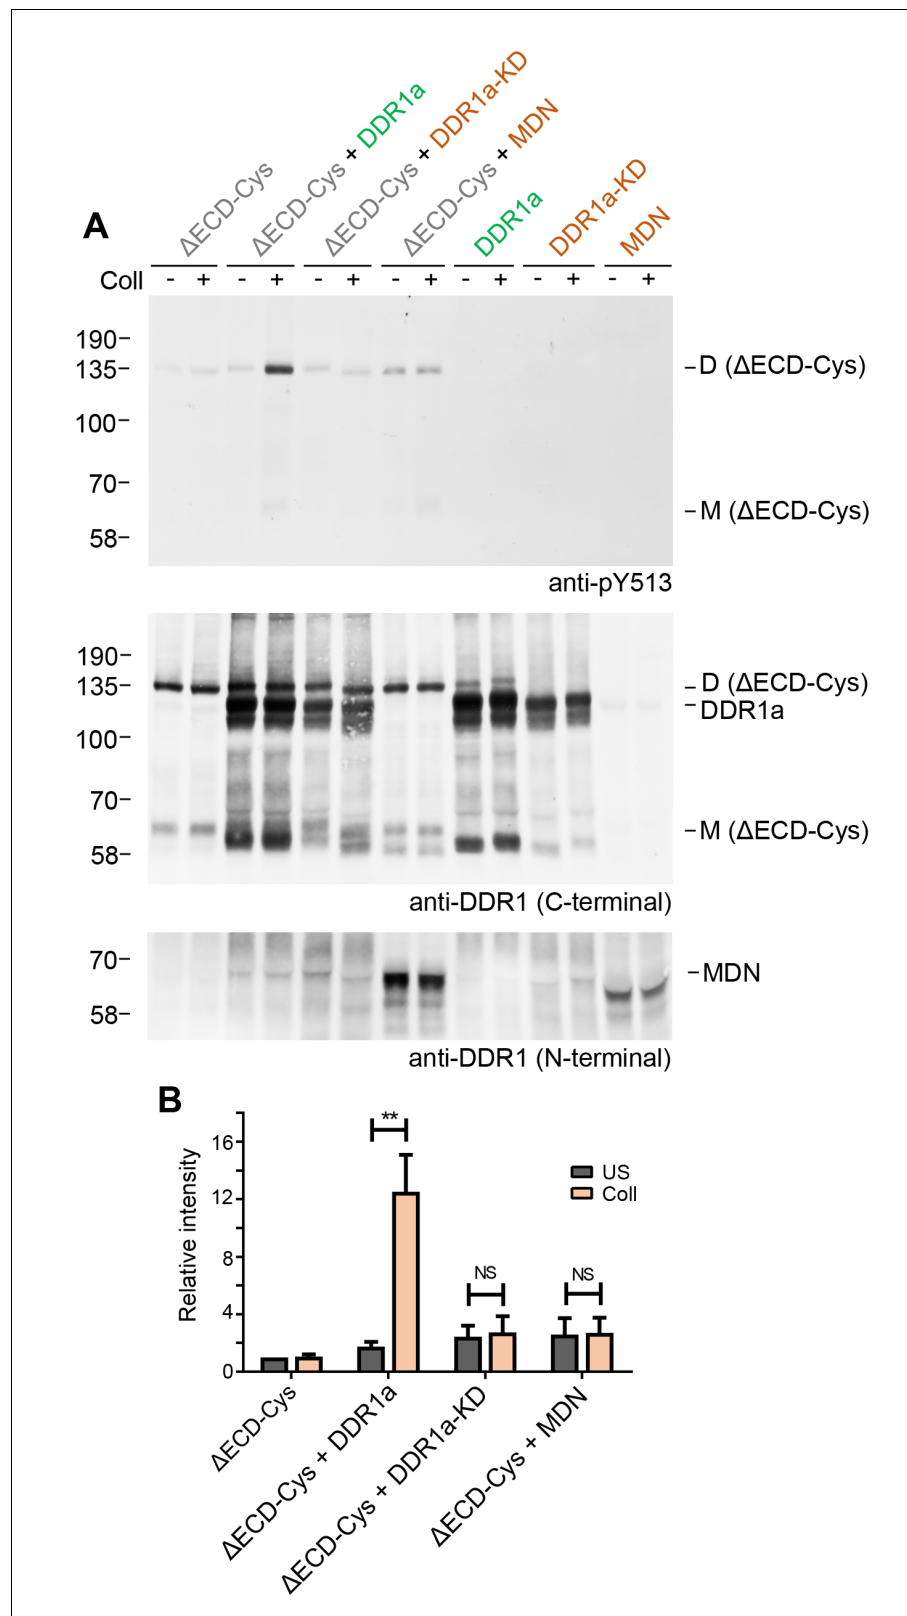 A
ΔECD-Cys
ΔECD-Cys + DDR1a
ΔECD-Cys + DDR1a-KD
ΔECD-Cys + MDN
DDR1a
DDR1a-KD
MDN
Coll - + - + - + - + - + - + - +
190
135
100
70
58
D (ΔECD-Cys)
M (ΔECD-Cys)
anti-pY513
190
135
100
70
58
D (ΔECD-Cys)
DDR1a
M (ΔECD-Cys)
anti-DDR1 (C-terminal)
70
58
MDN
anti-DDR1 (N-terminal)
B
Relative intensity
16
12
8
4
0
**
NS
NS
US
Coll
ΔECD-Cys
ΔECD-Cys + DDR1a
ΔECD-Cys + DDR1a-KD
ΔECD-Cys + MDN